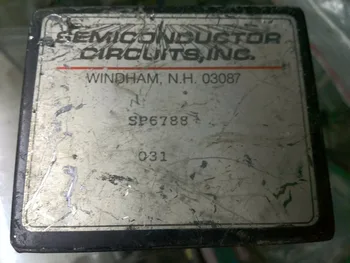 SEMICONDUCTOR
CIRCUITS, INC.
WINDHAM, N.H. 03087
SP6788
031